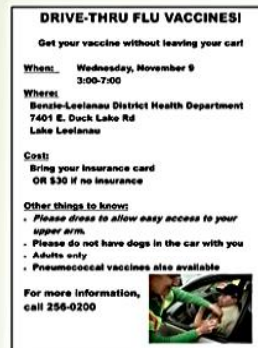 DRIVE-THRU FLU VACCINES!
Get your vaccine without leaving your car!
When: Wednesday, November 9
3:00-7:00
Where:
Benzie-Leelanau District Health Department
7401 E. Duck Lake Rd
Lake Leelanau
Cost:
Bring your insurance card
OR $30 if no insurance
Other things to know:
- Please dress to allow easy access to your
upper arm.
- Please do not have dogs in the car with you
- Adults only
- Pneumococcal vaccines also available
For more information,
call 256-0200